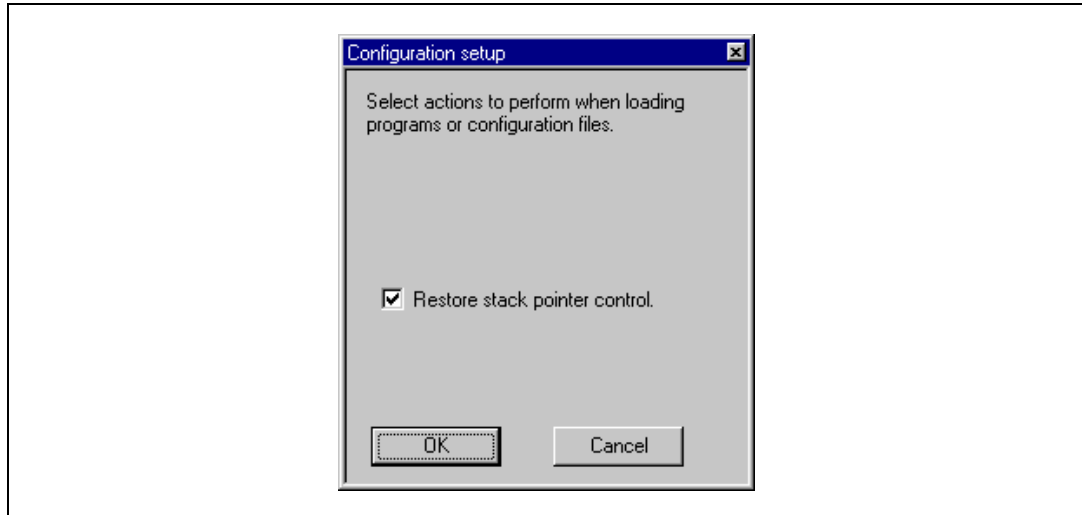 Configuration setup
Select actions to perform when loading
programs or configuration files.
Restore stack pointer control.
OK
Cancel